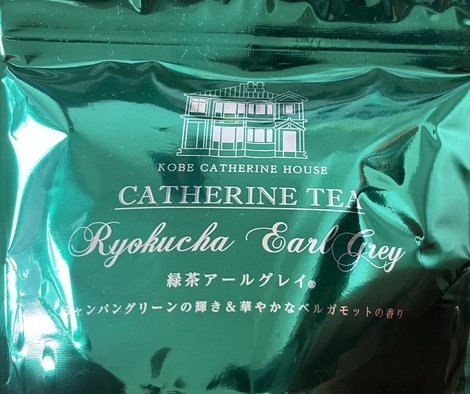 KOBE CATHERINE HOUSE
CATHERINE TEA
Ryokucha Earl Grey
緑茶アールグレイ®
シャンパングリーンの輝き&華やかなベルガモットの香り